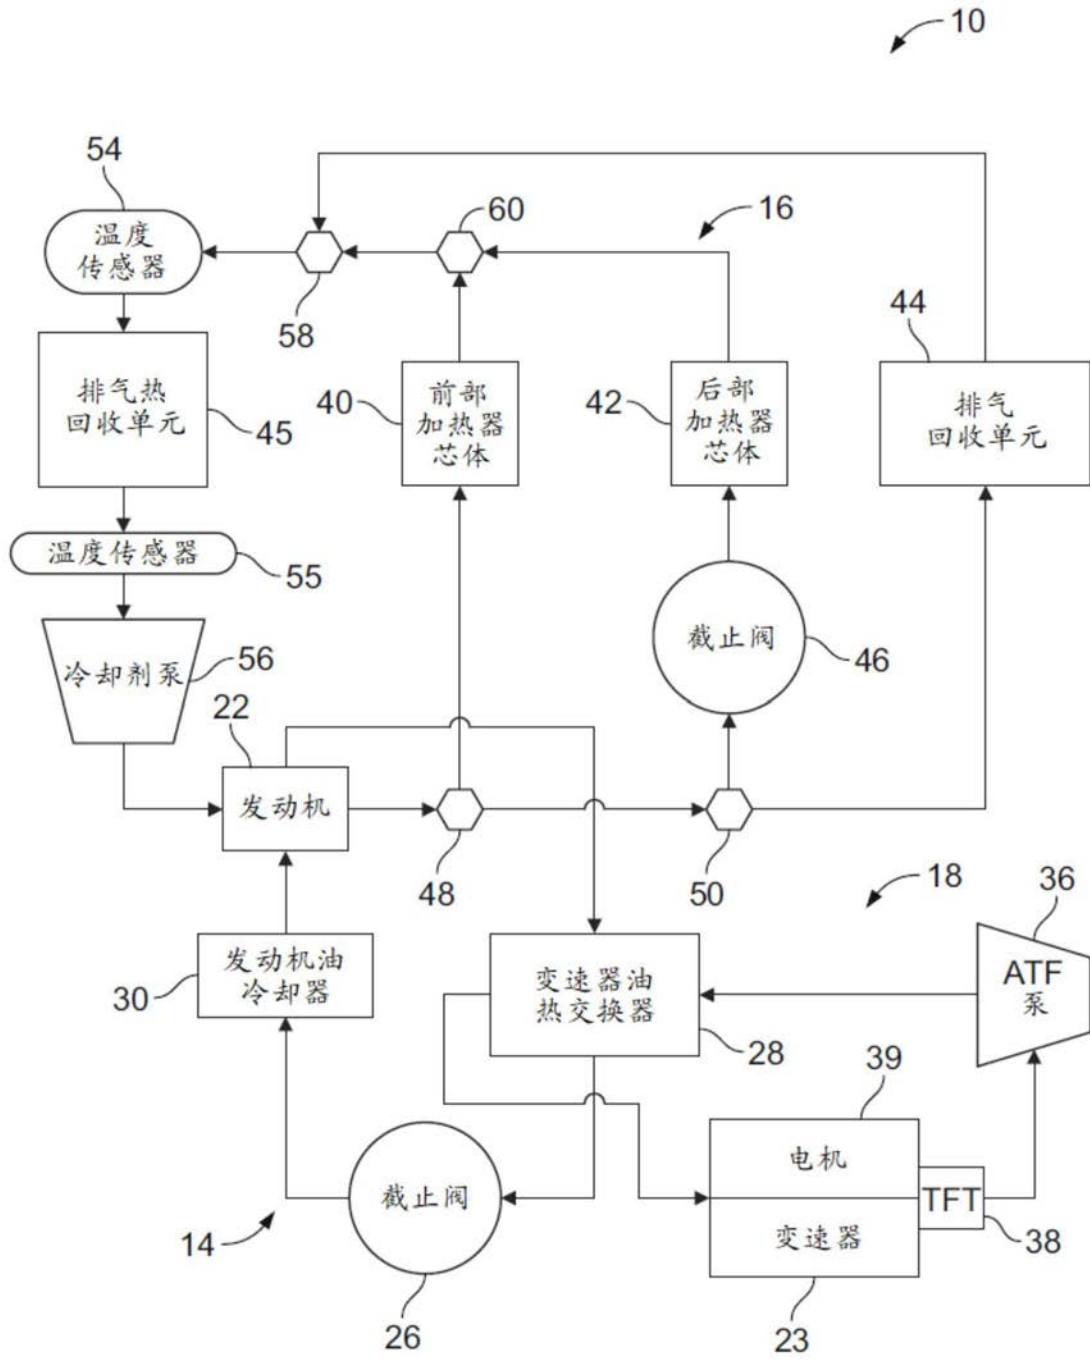 10
54
60
16
温度
传感器
58
44
40
前部
加热器
芯体
42
后部
加热器
芯体
排气热
回收单元
45
排气
回收单元
温度传感器
55
截止阀
46
冷却剂泵
56
22
发动机
48
50
18
36
发动机油
冷却器
30
变速器油
热交换器
28
ATF
泵
39
电机
截止阀
TFT
14
变速器
38
26
23